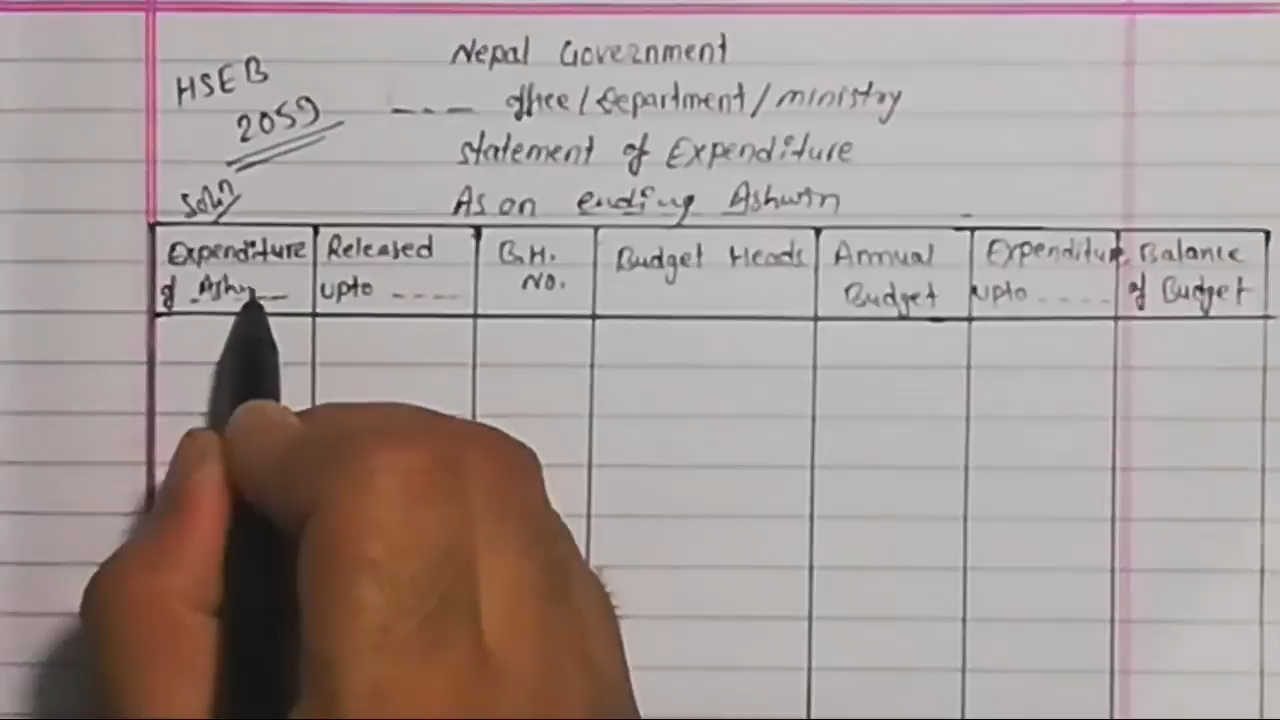 Nepal Government
HSEB
2059
--- office/Department/ministry
statement of Expenditure
As on ending Ashwin
Soln
Expenditure of Ashw
Released upto ----
B.H. No.
Budget Heads
Annual Budget
Expenditure upto ----
Balance of Budget